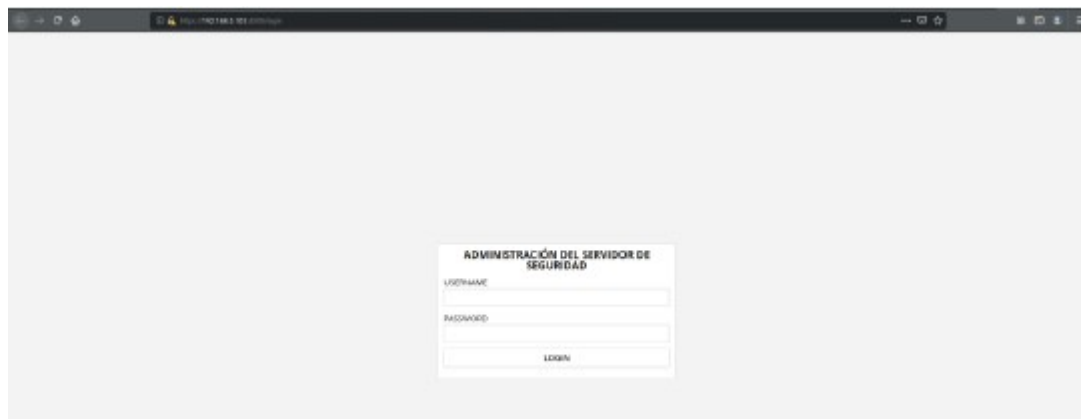 ADMINISTRACIÓN DEL SERVIDOR DE
SEGURIDAD
USERNAME
PASSWORD
LOGIN